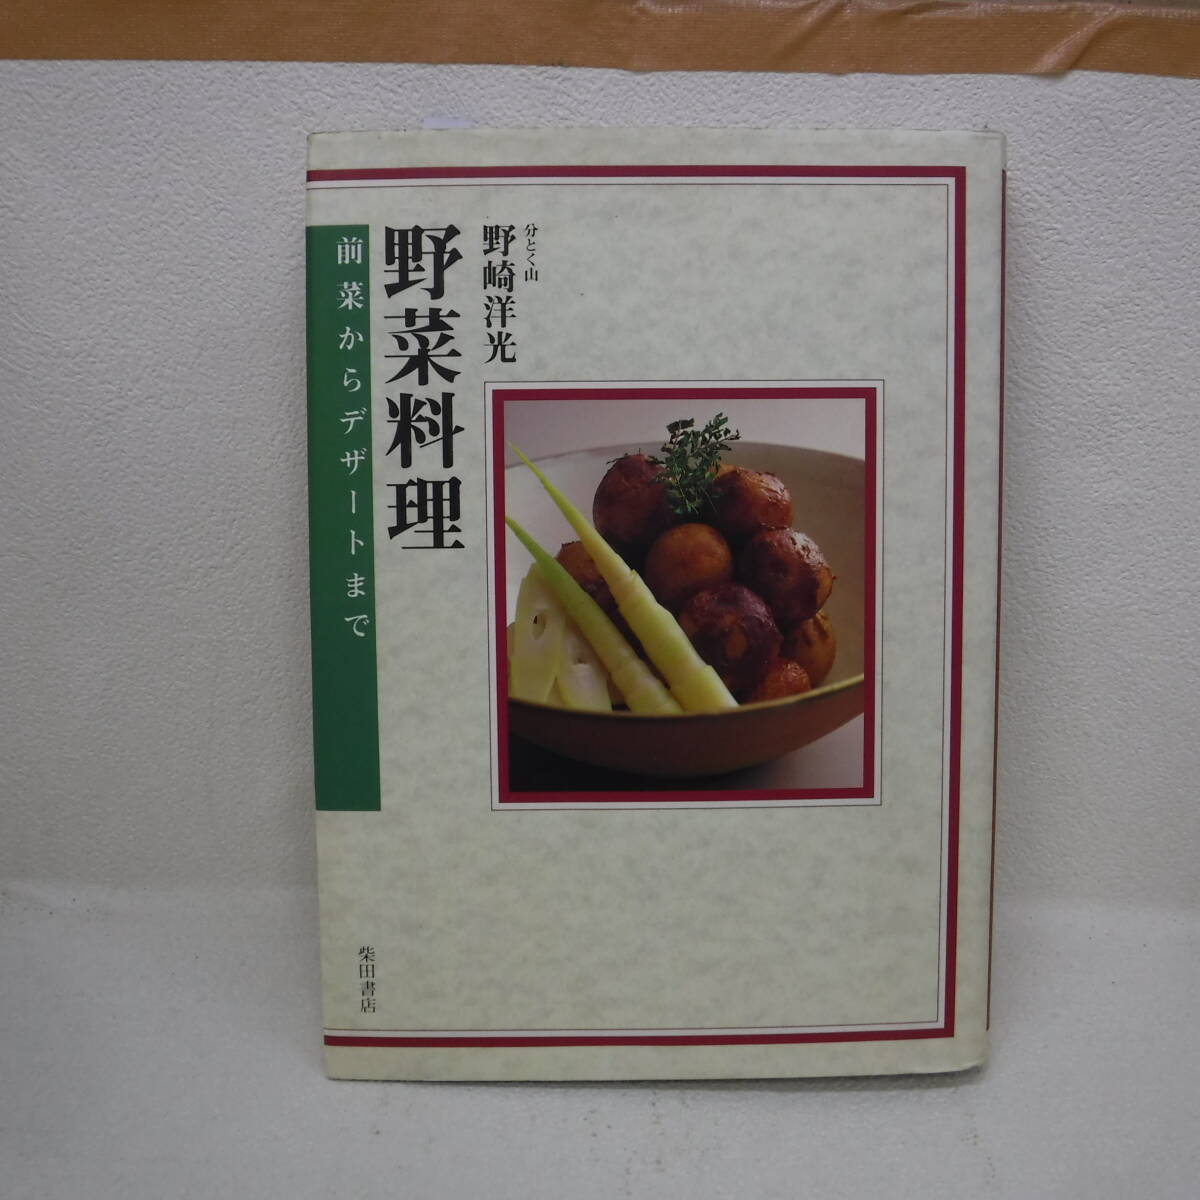 分とく山
野崎洋光
野菜料理
前菜からデザートまで
柴田書店